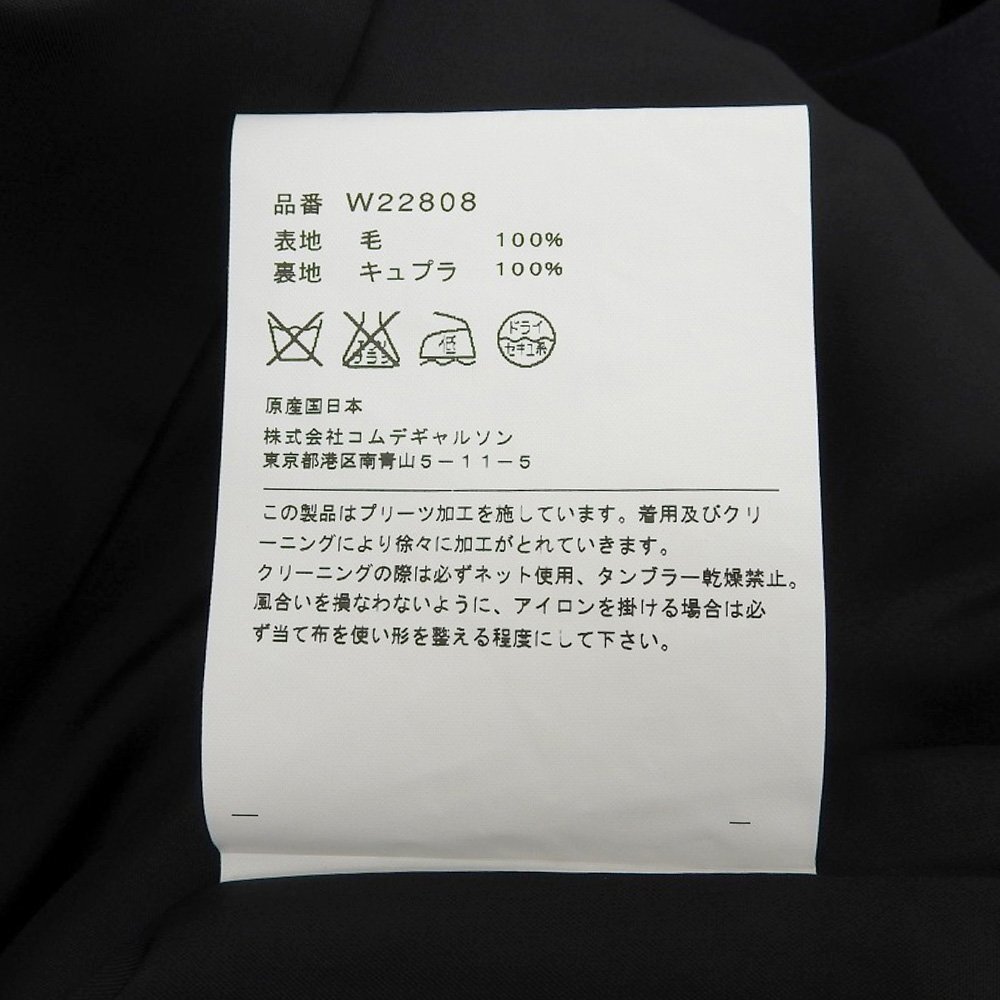 品番 W22808
表地 毛 100%
裏地 キュプラ 100%
エンソ
サラシ
低
ドライ
セキユ系
原産国日本
株式会社コムデギャルソン
東京都港区南青山5-11-5
この製品はプリーツ加工を施しています。着用及びクリ
ーニングにより徐々に加工がとれていきます。
クリーニングの際は必ずネット使用、タンブラー乾燥禁止。
風合いを損なわないように、アイロンを掛ける場合は必
ず当て布を使い形を整える程度にして下さい。